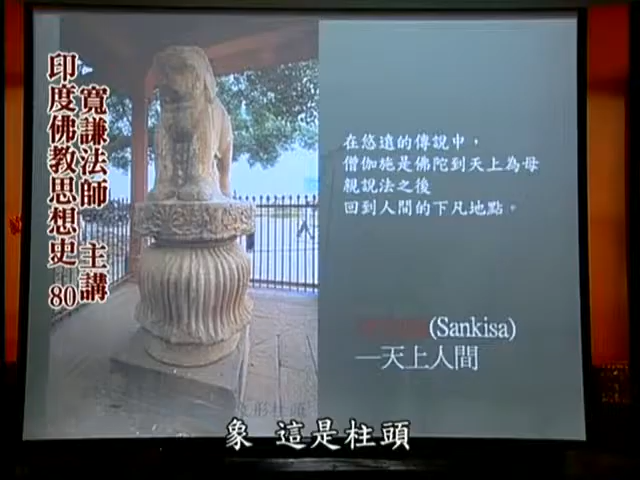 印度佛教思想史 80
寬謙法師 主講
在悠遠的傳說中，
僧伽施是佛陀到天上為母
親說法之後
回到人間的下凡地點。
(Sankisa)
—天上人間
象 這是柱頭